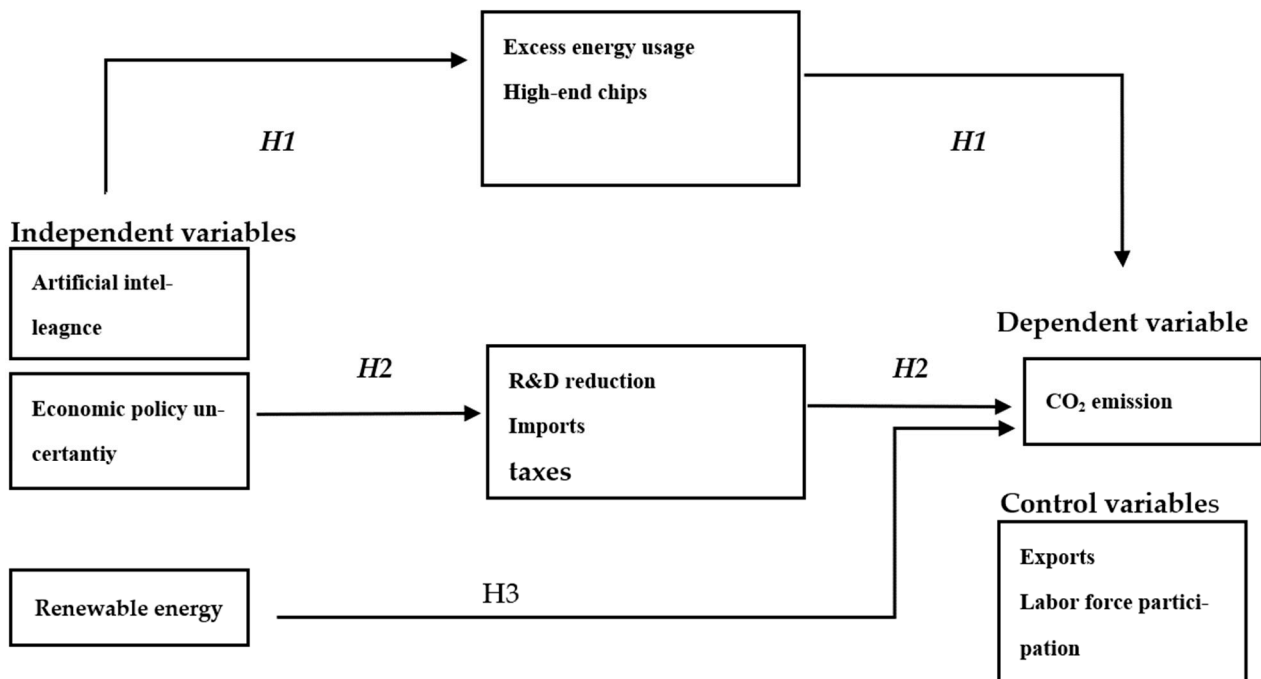 Excess energy usage
High-end chips
H1
H1
Independent variables
Artificial intel-
leagnce
Dependent variable
H2
H2
Economic policy un-
certantiy
R&D reduction
Imports
taxes
CO₂ emission
Control variables
Exports
Labor force partici-
pation
Renewable energy
H3